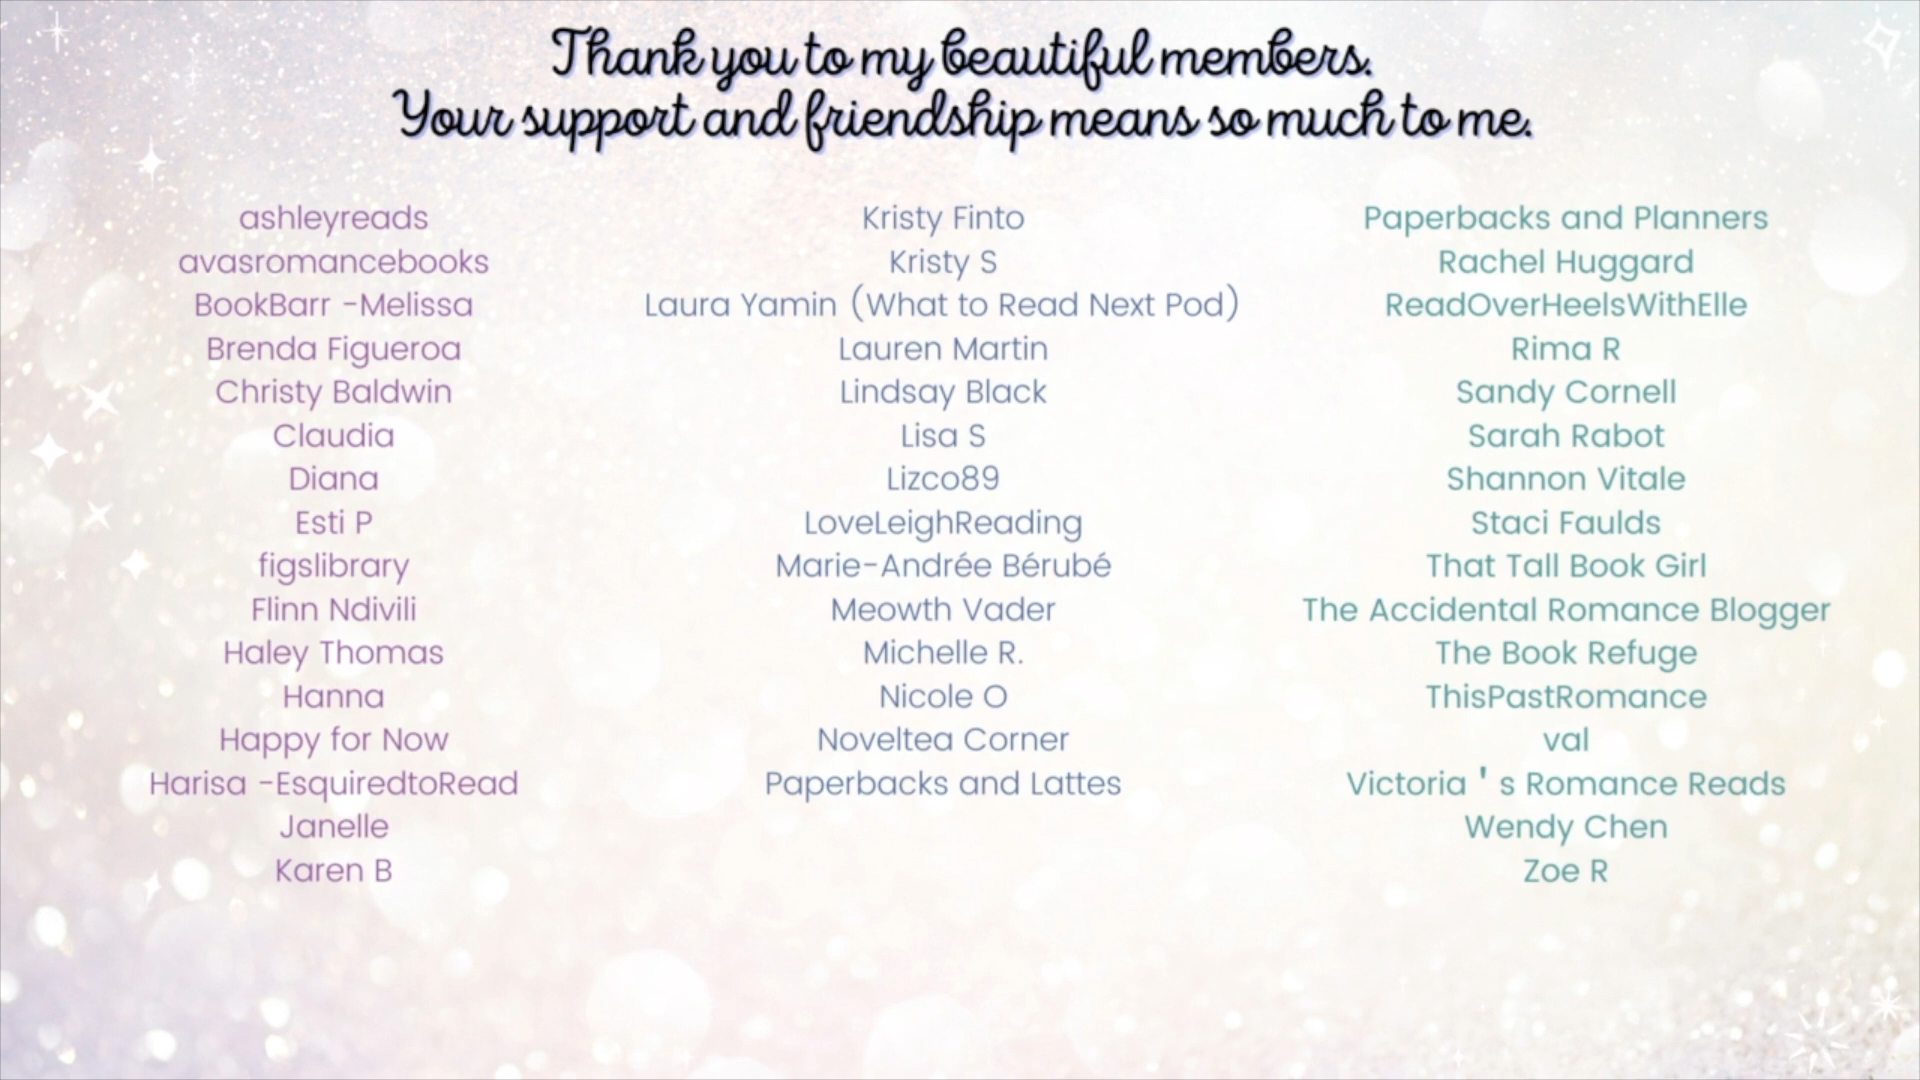 Thank you to my beautiful members.
Your support and friendship means so much to me.
ashleyreads
avasromancebooks
BookBarr -Melissa
Brenda Figueroa
Christy Baldwin
Claudia
Diana
Esti P
figslibrary
Flinn Ndivili
Haley Thomas
Hanna
Happy for Now
Harisa -EsquiredtoRead
Janelle
Karen B
Kristy Finto
Kristy S
Laura Yamin (What to Read Next Pod)
Lauren Martin
Lindsay Black
Lisa S
Lizco89
LoveLeighReading
Marie-Andrée Bérubé
Meowth Vader
Michelle R.
Nicole O
Noveltea Corner
Paperbacks and Lattes
Paperbacks and Planners
Rachel Huggard
ReadOverHeelsWithElle
Rima R
Sandy Cornell
Sarah Rabot
Shannon Vitale
Staci Faulds
That Tall Book Girl
The Accidental Romance Blogger
The Book Refuge
ThisPastRomance
val
Victoria ' s Romance Reads
Wendy Chen
Zoe R